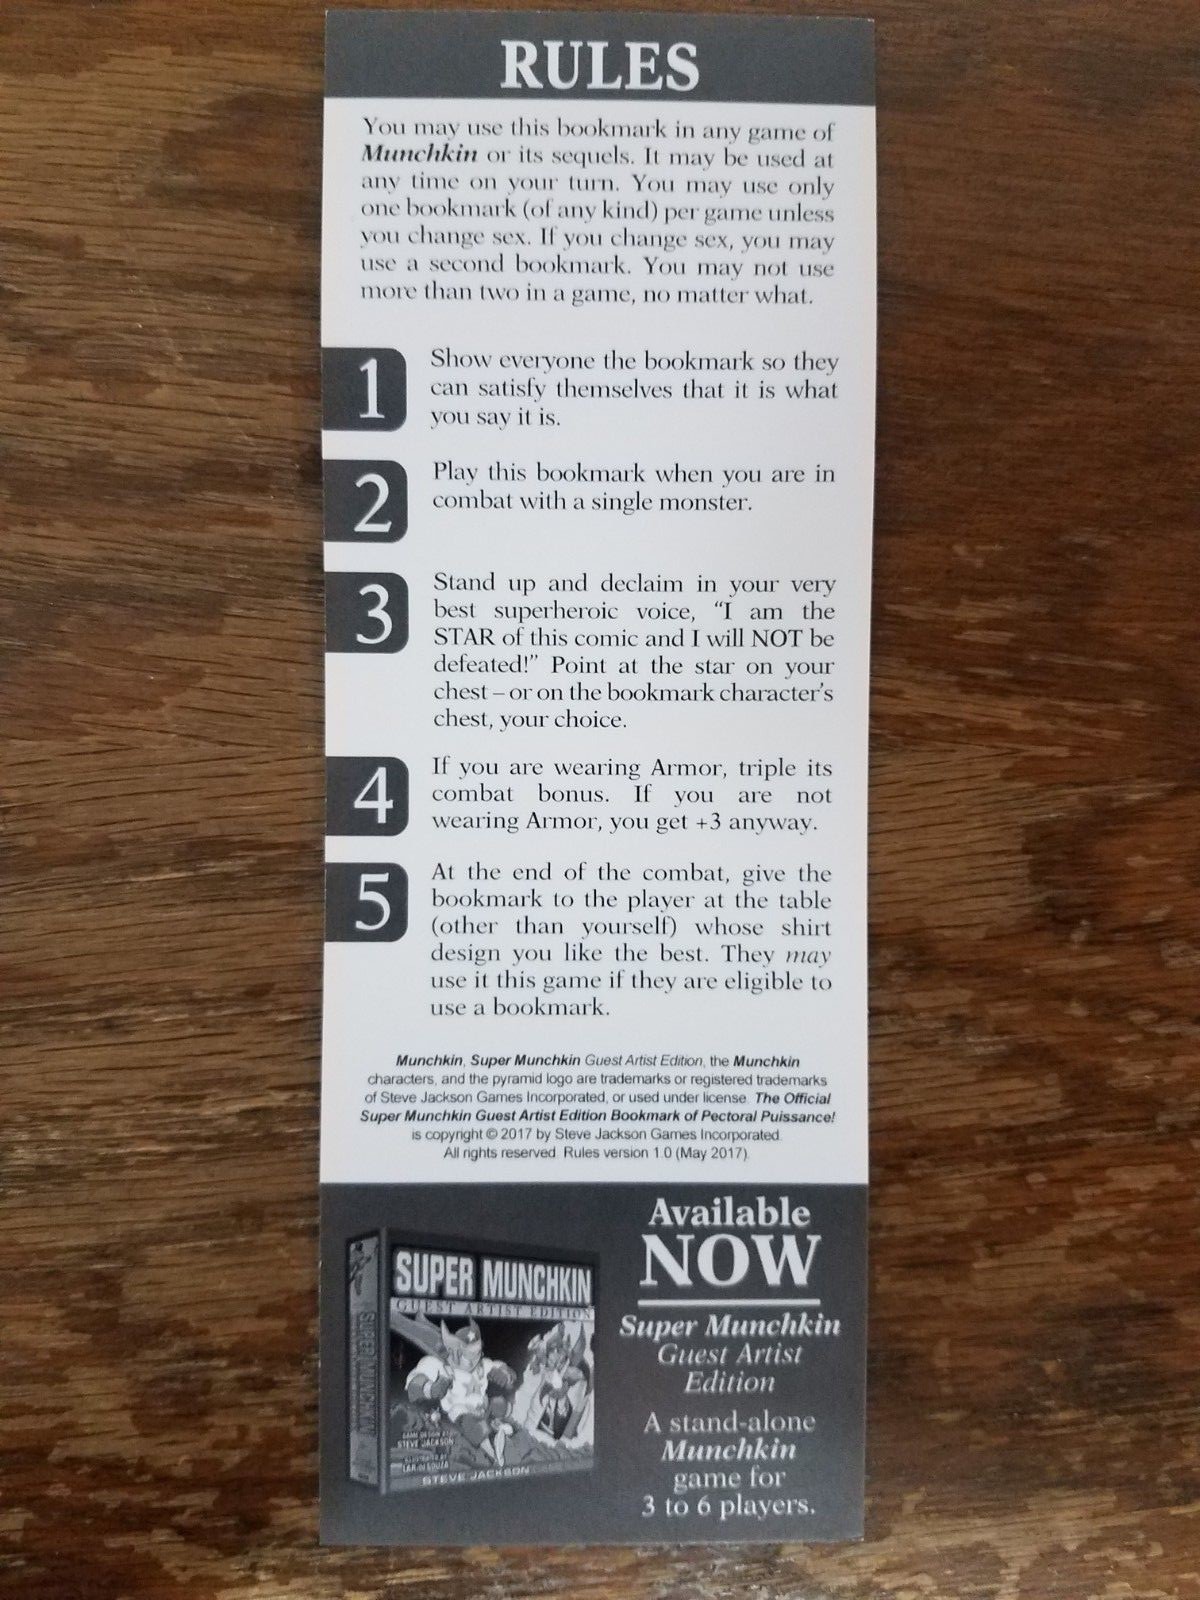 RULES
You may use this bookmark in any game of
Munchkin or its sequels. It may be used at
any time on your turn. You may use only
one bookmark (of any kind) per game unless
you change sex. If you change sex, you may
use a second bookmark. You may not use
more than two in a game, no matter what.
1
Show everyone the bookmark so they
can satisfy themselves that it is what
you say it is.
2
Play this bookmark when you are in
combat with a single monster.
3
Stand up and declaim in your very
best superheroic voice, “I am the
STAR of this comic and I will NOT be
defeated!” Point at the star on your
chest – or on the bookmark character’s
chest, your choice.
4
If you are wearing Armor, triple its
combat bonus. If you are not
wearing Armor, you get +3 anyway.
5
At the end of the combat, give the
bookmark to the player at the table
(other than yourself) whose shirt
design you like the best. They may
use it this game if they are eligible to
use a bookmark.
Munchkin, Super Munchkin Guest Artist Edition, the Munchkin
characters, and the pyramid logo are trademarks or registered trademarks
of Steve Jackson Games Incorporated, or used under license. The Official
Super Munchkin Guest Artist Edition Bookmark of Pectoral Puissance!
is copyright © 2017 by Steve Jackson Games Incorporated.
All rights reserved. Rules version 1.0 (May 2017).
SUPER MUNCHKIN
GUEST ARTIST EDITION
SUPER MUNCHKIN
GAME DESIGN BY
STEVE JACKSON
ILLUSTRATED BY
LAR DESOUZA
STEVE JACKSON
Available
NOW
Super Munchkin
Guest Artist
Edition
A stand-alone
Munchkin
game for
3 to 6 players.